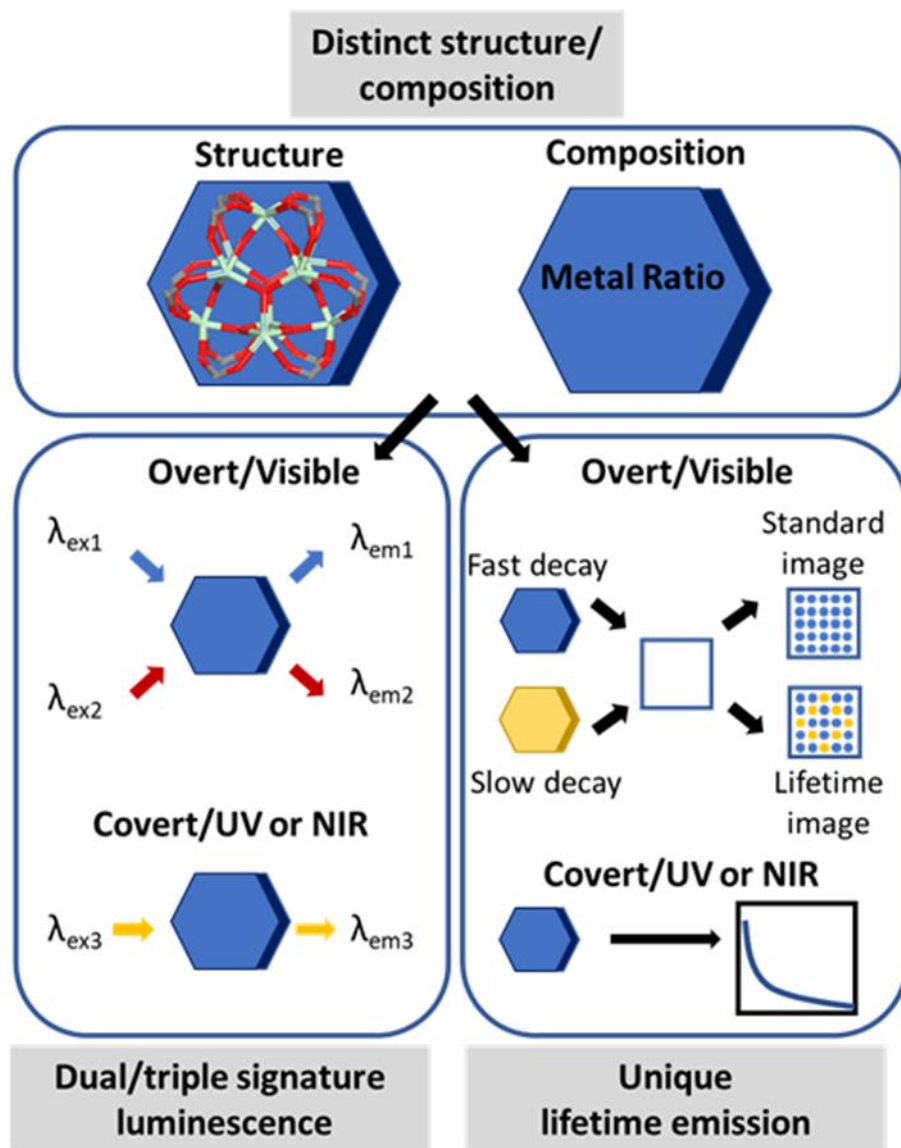 Distinct structure/
composition
Structure
Composition
Metal Ratio
Overt/Visible
λex1
λem1
λex2
λem2
Covert/UV or NIR
λex3
λem3
Overt/Visible
Standard
image
Fast decay
Slow decay
Lifetime
image
Covert/UV or NIR
Dual/triple signature
luminescence
Unique
lifetime emission